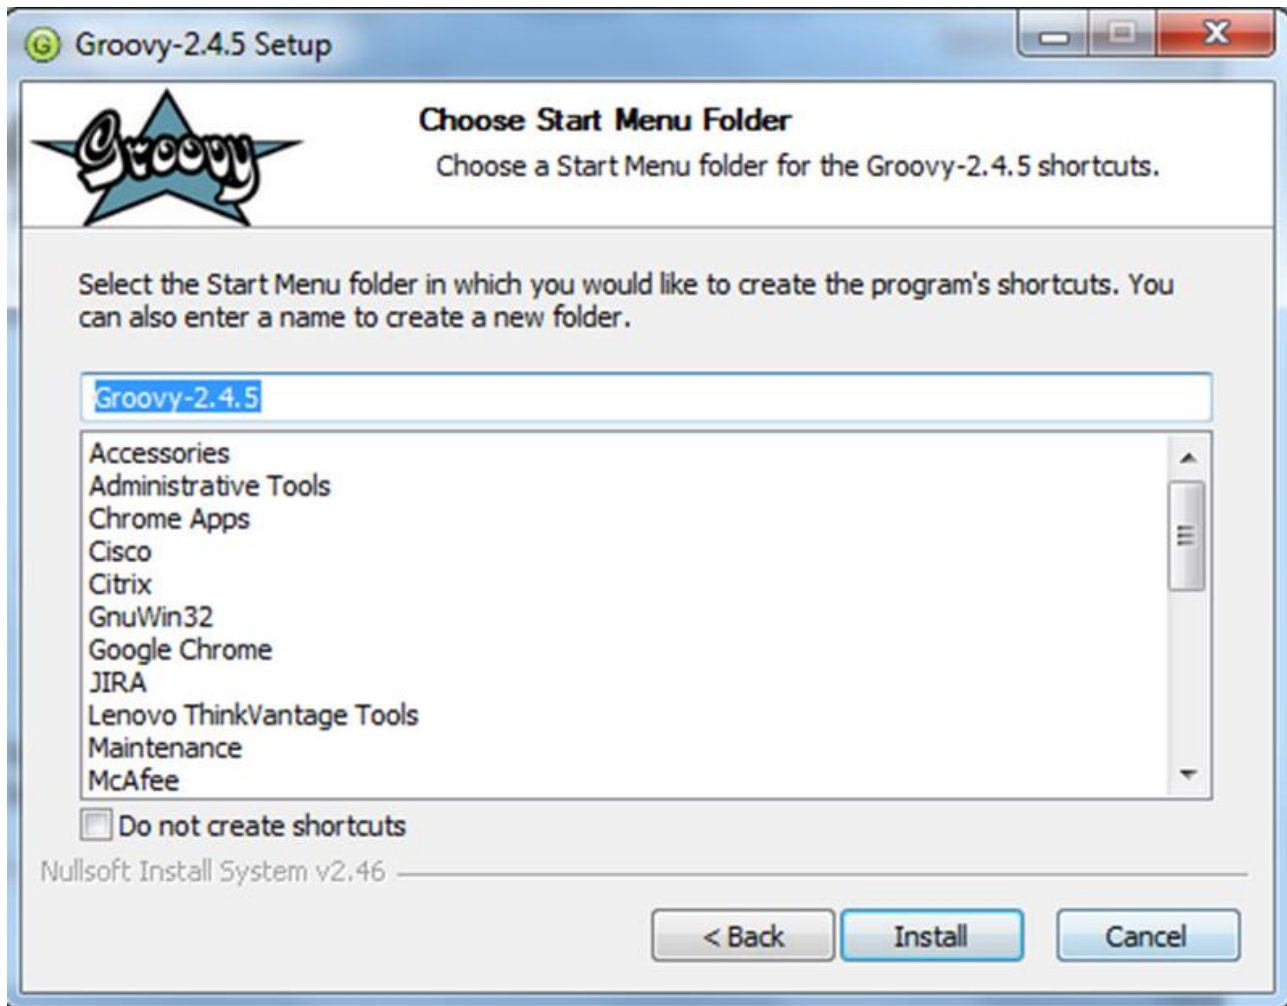 Groovy-2.4.5 Setup
Groovy
Choose Start Menu Folder
Choose a Start Menu folder for the Groovy-2.4.5 shortcuts.
Select the Start Menu folder in which you would like to create the program's shortcuts. You
can also enter a name to create a new folder.
Groovy-2.4.5
Accessories
Administrative Tools
Chrome Apps
Cisco
Citrix
GnuWin32
Google Chrome
JIRA
Lenovo ThinkVantage Tools
Maintenance
McAfee
Do not create shortcuts
Nullsoft Install System v2.46
< Back Install Cancel